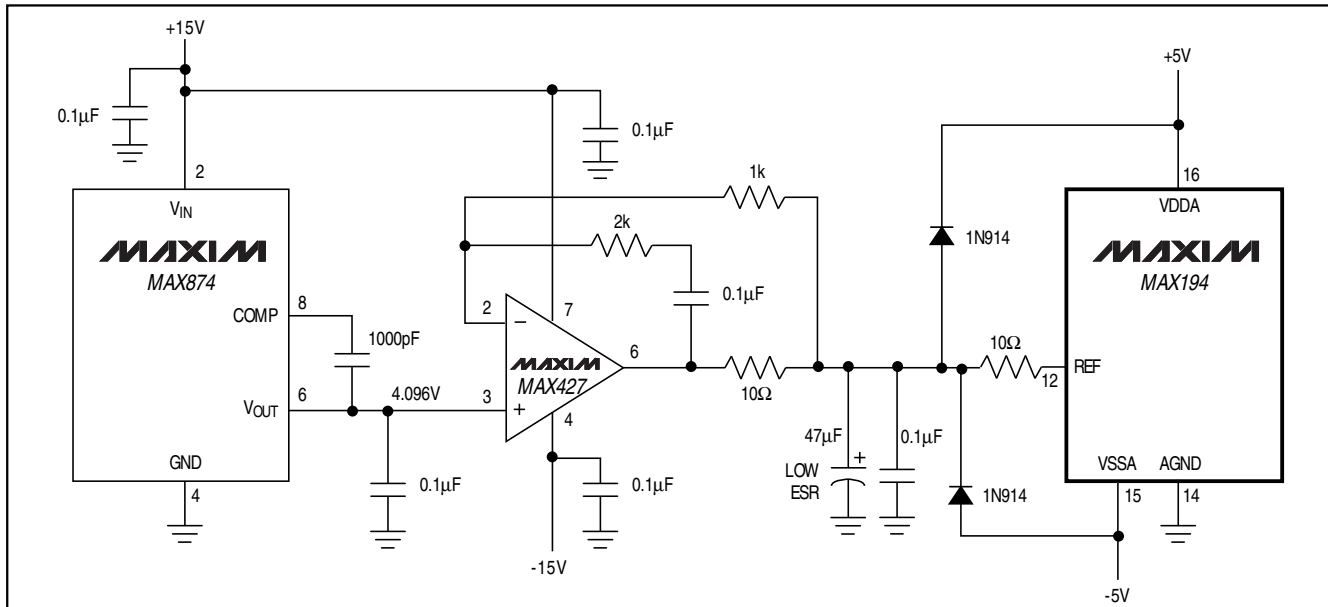 +15V
0.1µF
2
VIN
MAXIM
MAX874
COMP
8
1000pF
6
VOUT
4.096V
GND
4
0.1µF
0.1µF
1k
2k
0.1µF
2
−
7
MAXIM
MAX427
6
3
+
4
10Ω
0.1µF
-15V
47µF
+
LOW
ESR
0.1µF
+5V
1N914
16
VDDA
MAXIM
MAX194
10Ω
12
REF
1N914
VSSA
AGND
15
14
-5V